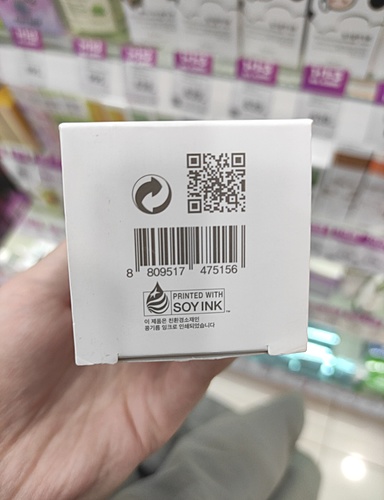 8 809517 475156
PRINTED WITH
SOY INK™
이 제품은 친환경소재인
콩기름 잉크로 인쇄되었습니다